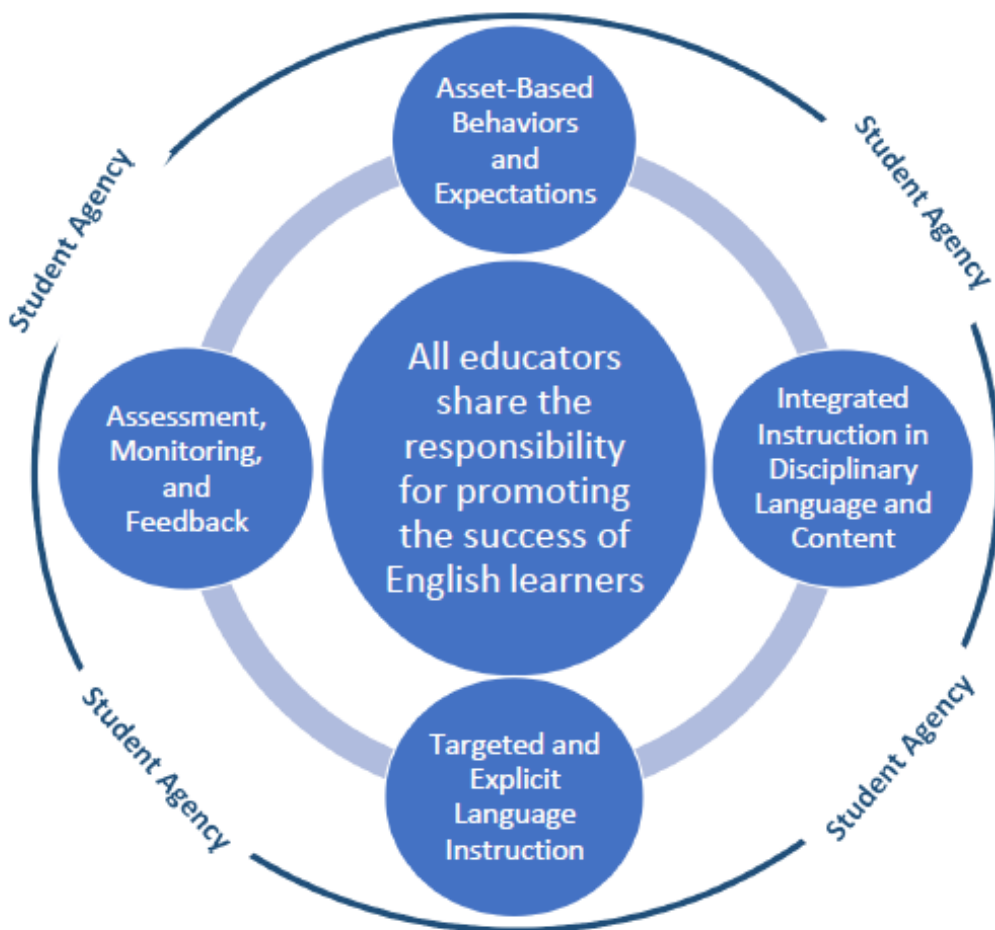 Asset-Based
Behaviors
and
Expectations
Student Agency
Student Agency
All educators
share the
responsibility
for promoting
the success of
English learners
Assessment,
Monitoring,
and
Feedback
Integrated
Instruction in
Disciplinary
Language and
Content
Targeted and
Explicit
Language
Instruction
Student Agency
Student Agency